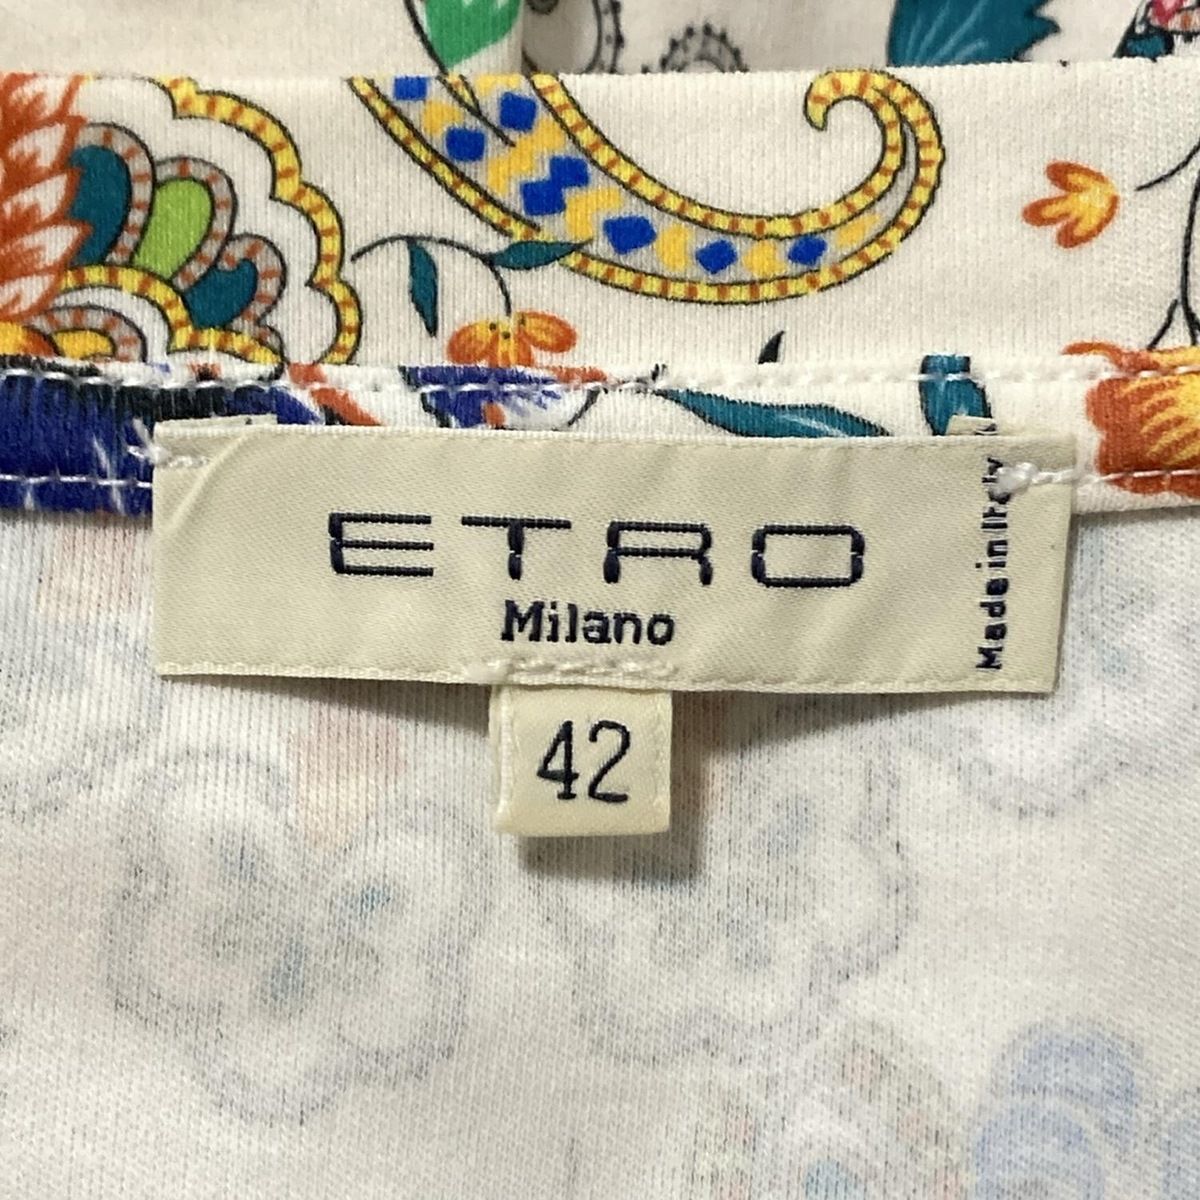 ETRO
Milano
Made in Italy
42